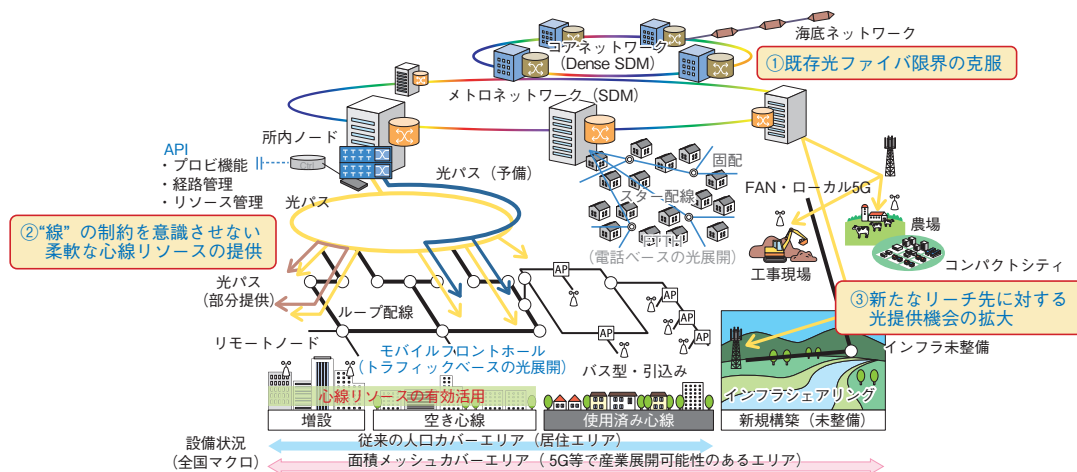 海底ネットワーク
コアネットワーク
（Dense SDM）
①既存光ファイバ限界の克服
メトロネットワーク（SDM）
所内ノード
API
・プロビ機能
・経路管理
・リソース管理
Ctrl
光パス（予備）
光パス
固配
スター配線
（電話ベースの光展開）
FAN・ローカル5G
農場
工事現場
コンパクトシティ
②“線”の制約を意識させない
柔軟な心線リソースの提供
③新たなリーチ先に対する
光提供機会の拡大
光パス
（部分提供）
ループ配線
リモートノード
AP
AP
AP
AP
AP
AP
モバイルフロントホール
（トラフィックベースの光展開）
バス型・引込み
インフラ未整備
インフラシェアリング
心線リソースの有効活用
増設
空き心線
使用済み心線
新規構築（未整備）
設備状況
（全国マクロ）
従来の人口カバーエリア（居住エリア）
面積メッシュカバーエリア（ 5G等で産業展開可能性のあるエリア）